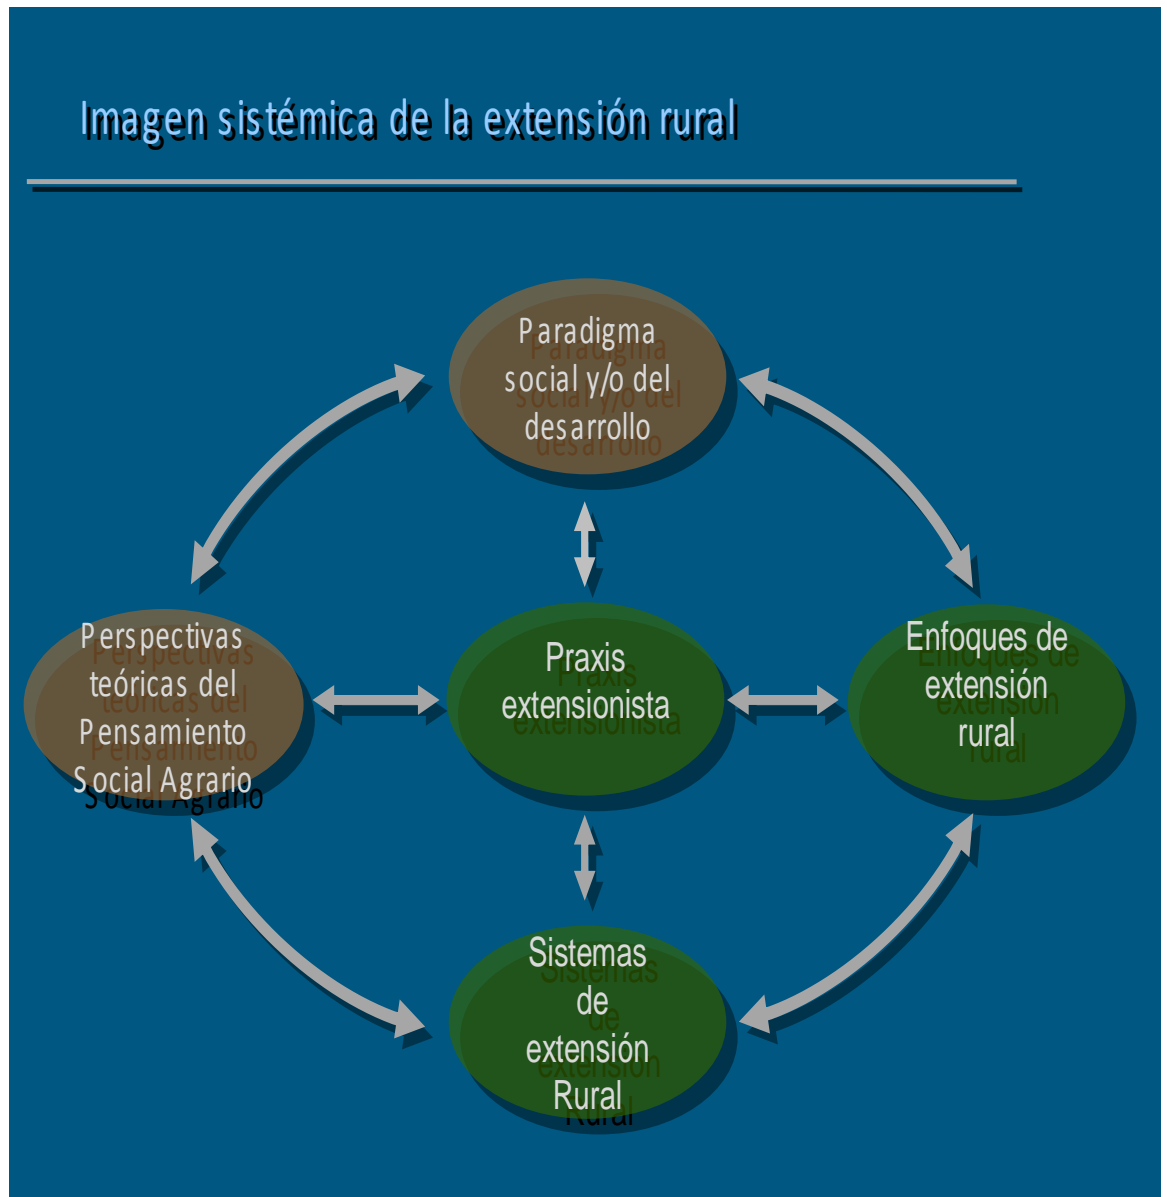 Imagen sistémica de la extensión rural
Paradigma
social y/o del
desarrollo
Perspectivas
teóricas del
Pensamiento
Social Agrario
Praxis
extensionista
Enfoques de
extensión
rural
Sistemas
de
extensión
Rural